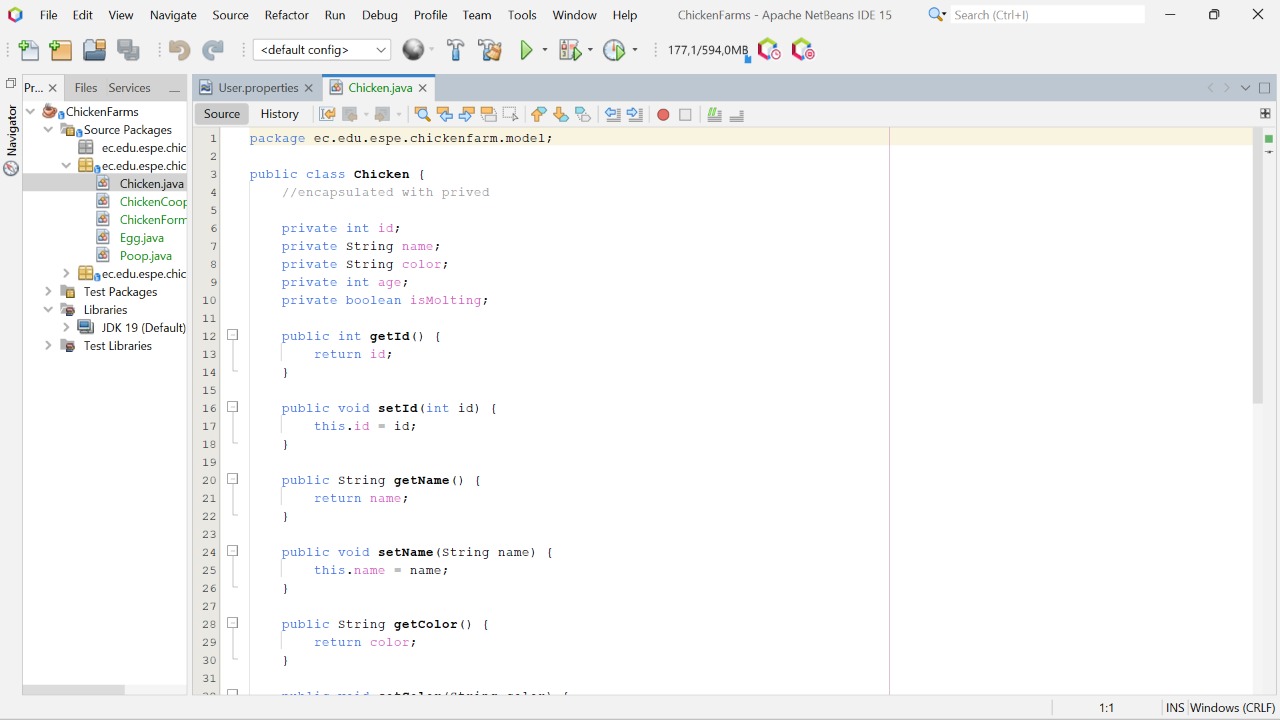 File Edit View Navigate Source Refactor Run Debug Profile Team Tools Window Help ChickenFarms - Apache NetBeans IDE 15 Search (Ctrl+I)
<default config> 177,1/594,0MB
Pr... Files Services
User.properties Chicken.java
Navigator
Source History
ChickenFarms
Source Packages
ec.edu.espe.chic
ec.edu.espe.chic
Chicken.java
ChickenCoop
ChickenForm
Egg.java
Poop.java
ec.edu.espe.chic
Test Packages
Libraries
JDK 19 (Default)
Test Libraries
1 package ec.edu.espe.chickenfarm.model;
2
3 public class Chicken {
4 //encapsulated with prived
5
6 private int id;
7 private String name;
8 private String color;
9 private int age;
10 private boolean isMolting;
11
12 public int getId() {
13 return id;
14 }
15
16 public void setId(int id) {
17 this.id = id;
18 }
19
20 public String getName() {
21 return name;
22 }
23
24 public void setName(String name) {
25 this.name = name;
26 }
27
28 public String getColor() {
29 return color;
30 }
31
1:1 INS Windows (CRLF)